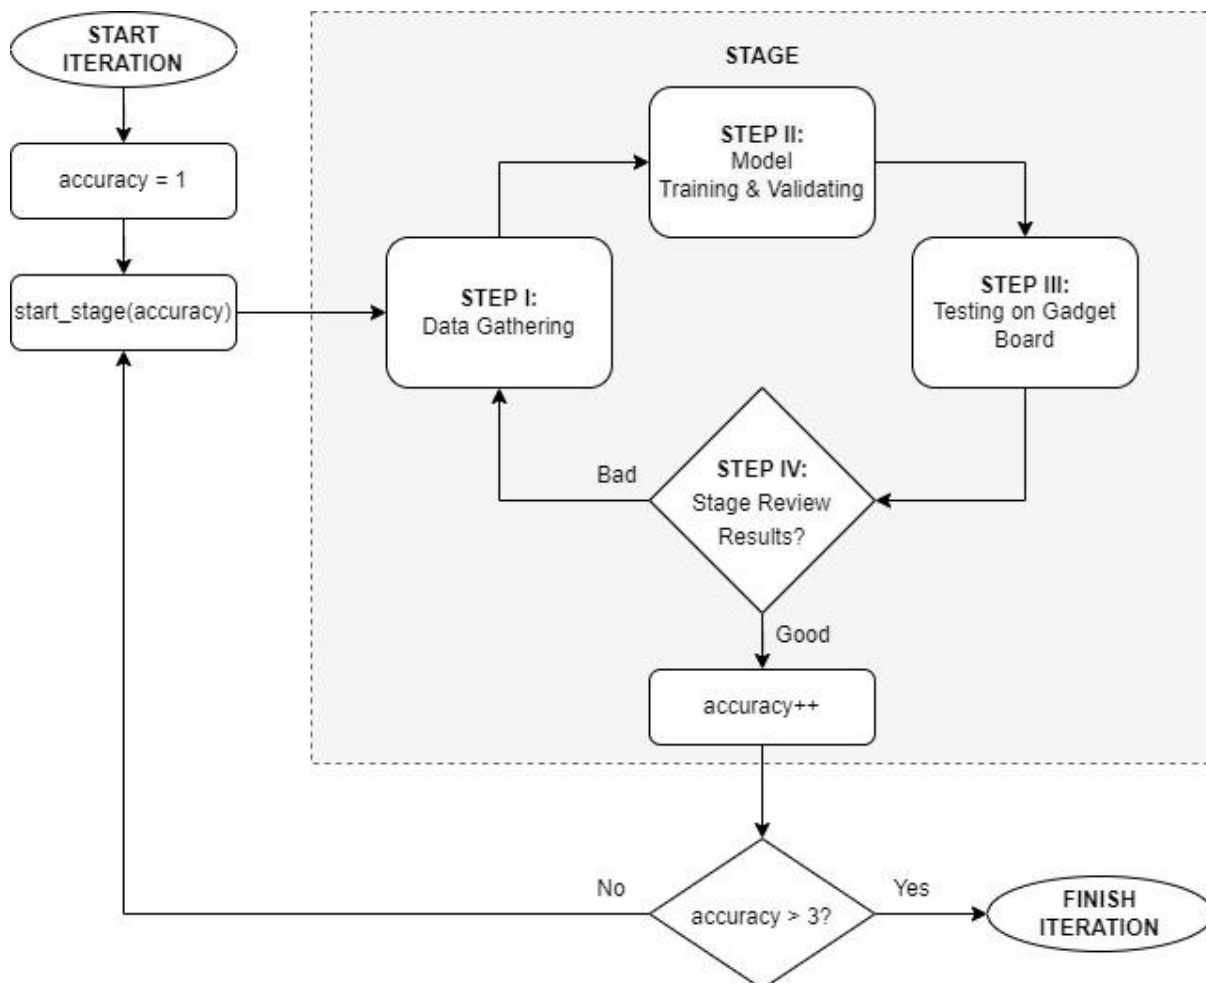 START
ITERATION
accuracy = 1
start_stage(accuracy)
STAGE
STEP I:
Data Gathering
STEP II:
Model
Training & Validating
STEP III:
Testing on Gadget
Board
STEP IV:
Stage Review
Results?
Bad
Good
accuracy++
accuracy > 3?
No
Yes
FINISH
ITERATION